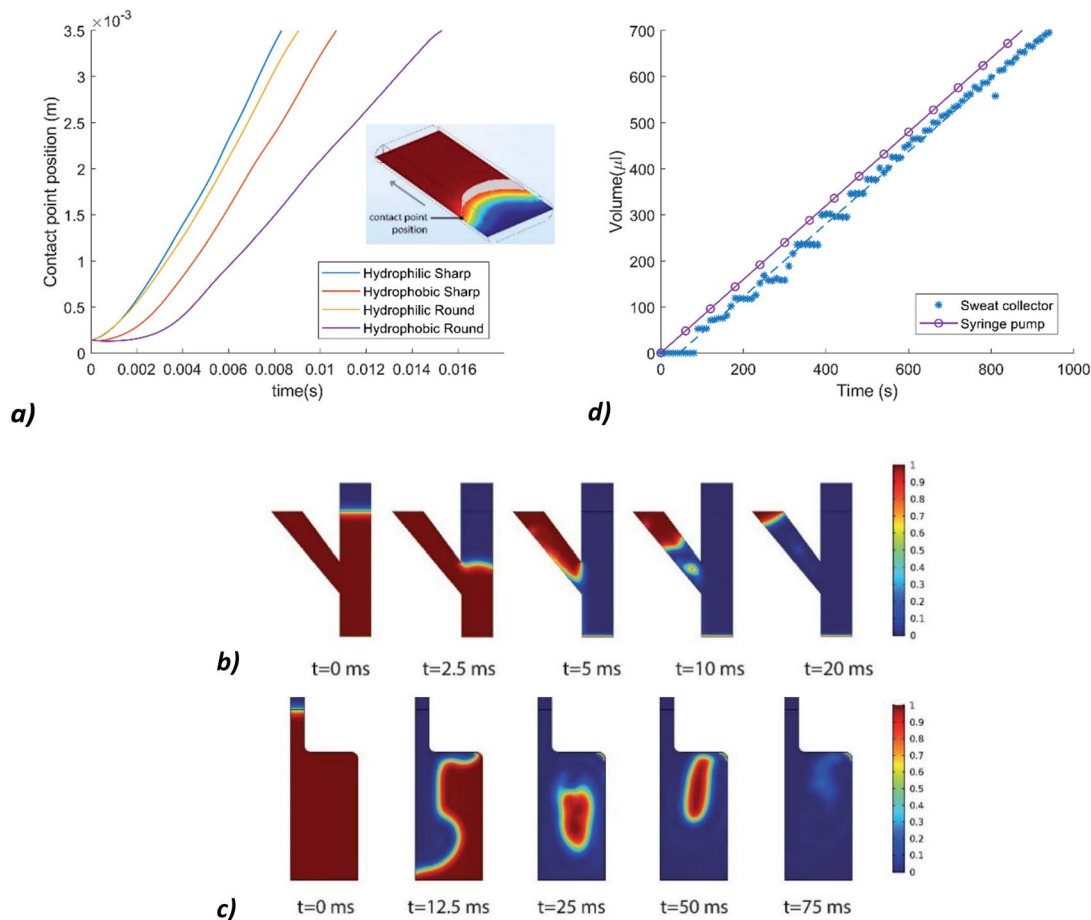 ×10⁻³
3.5
3
2.5
2
1.5
1
0.5
0
Contact point position (m)
contact point
position
Hydrophilic Sharp
Hydrophobic Sharp
Hydrophilic Round
Hydrophobic Round
0 0.002 0.004 0.006 0.008 0.01 0.012 0.014 0.016
time(s)
a)
700
600
500
400
300
200
100
0
Volume(μl)
Sweat collector
Syringe pump
0 200 400 600 800 1000
Time (s)
d)
1
0.9
0.8
0.7
0.6
0.5
0.4
0.3
0.2
0.1
0
b)
t=0 ms t=2.5 ms t=5 ms t=10 ms t=20 ms
1
0.9
0.8
0.7
0.6
0.5
0.4
0.3
0.2
0.1
0
c)
t=0 ms t=12.5 ms t=25 ms t=50 ms t=75 ms